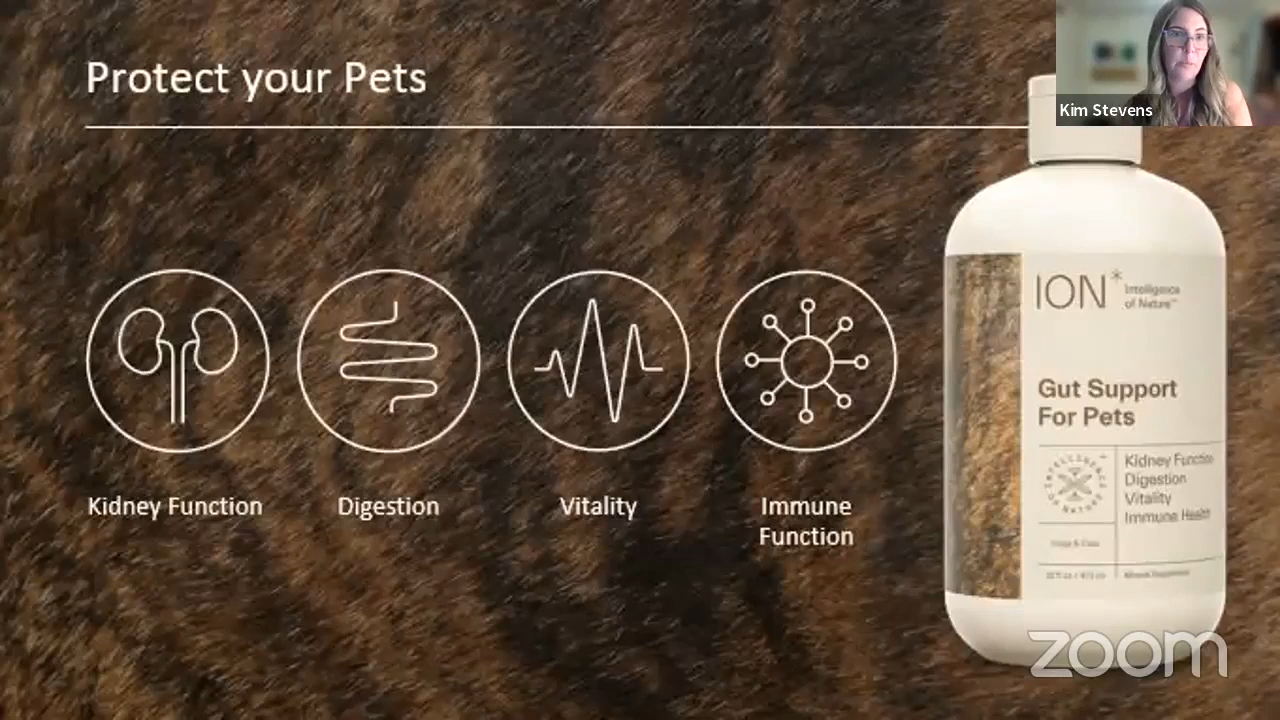 Protect your Pets
Kim Stevens
Kidney Function
Digestion
Vitality
Immune
Function
ION*
Intelligence
of Nature™
Gut Support
For Pets
Kidney Function
Digestion
Vitality
Immune Health
zoom